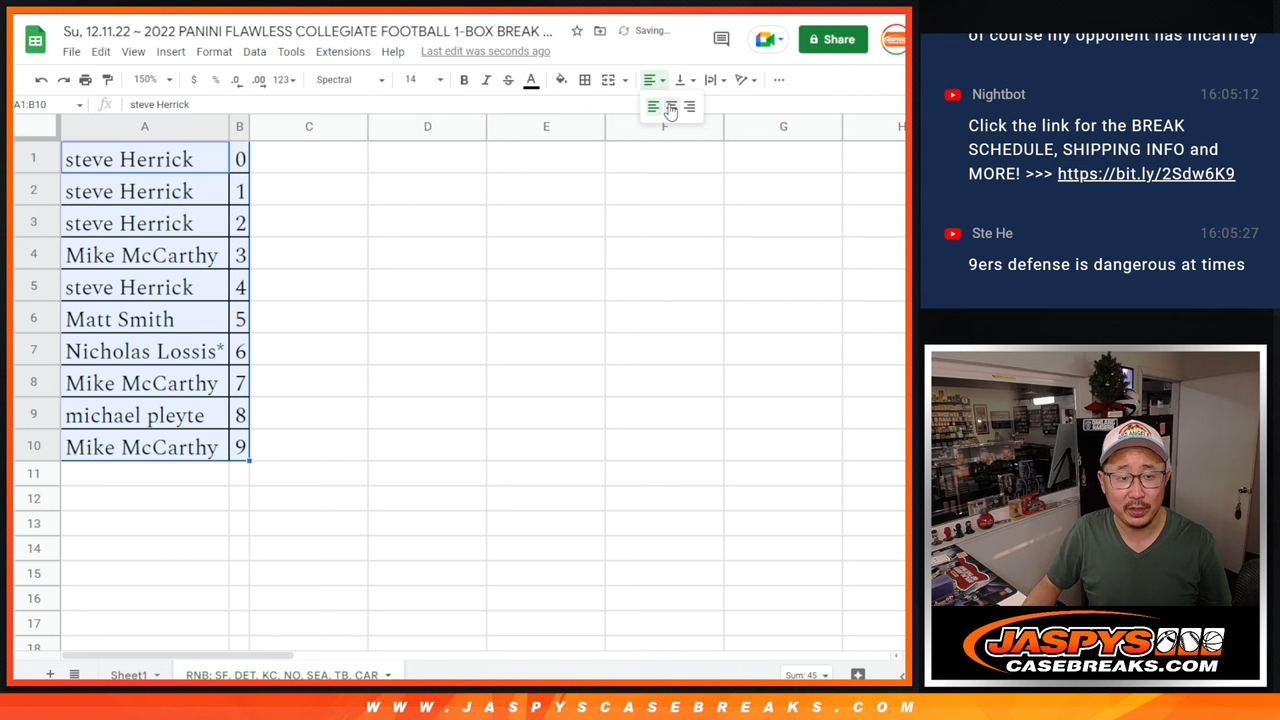 Su, 12.11.22 ~ 2022 PANINI FLAWLESS COLLEGIATE FOOTBALL 1-BOX BREAK ...
Saving...
Share
File Edit View Insert Format Data Tools Extensions Help Last edit was seconds ago
150% $ % .0 .00 123 Spectral 14 B I S A
A1:B10 fx steve Herrick
A B C D E F G H
1 steve Herrick 0
2 steve Herrick 1
3 steve Herrick 2
4 Mike McCarthy 3
5 steve Herrick 4
6 Matt Smith 5
7 Nicholas Lossis* 6
8 Mike McCarthy 7
9 michael pleyte 8
10 Mike McCarthy 9
11
12
13
14
15
16
17
18
Sheet1 RNB: SF, DET, KC, NO, SEA, TB, CAR Sum: 45
of course my opponent has mcaffrey
Nightbot 16:05:12
Click the link for the BREAK
SCHEDULE, SHIPPING INFO and
MORE! >>> https://bit.ly/2Sdw6K9
Ste He 16:05:27
9ers defense is dangerous at times
JASPYS
CASEBREAKS.COM
WWW.JASPYSCASEBREAKS.COM